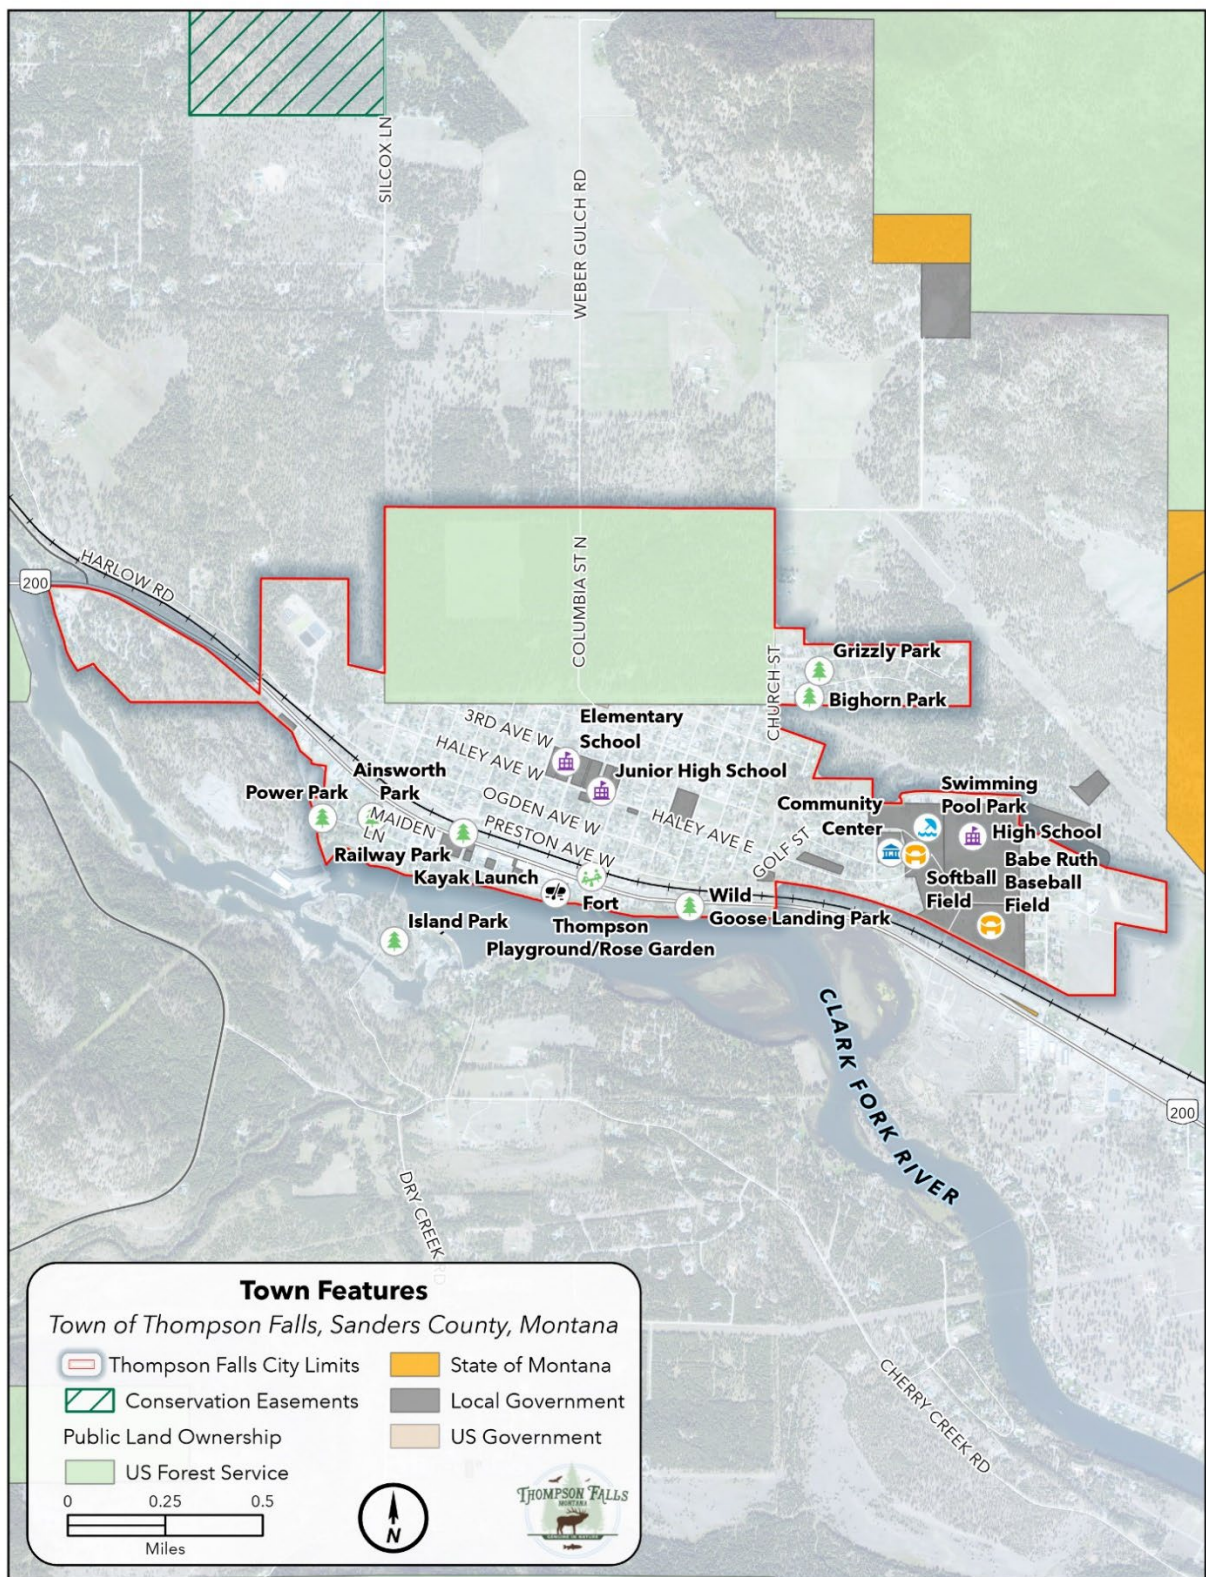 SILCOX LN
WEBER GULCH RD
HARLOW RD
200
COLUMBIA ST N
CHURCH ST
Grizzly Park
Bighorn Park
3RD AVE W
Elementary
School
HALEY AVE W
Junior High School
Ainsworth
Park
Power Park
OGDEN AVE W
HALEY AVE E
Community
Center
Swimming
Pool Park
High School
MAIDEN
LN
PRESTON AVE W
GOLF ST
Railway Park
Kayak Launch
Softball
Field
Babe Ruth
Baseball
Field
Wild
Goose Landing Park
Fort
Thompson
Playground/Rose Garden
Island Park
CLARK FORK RIVER
200
DRY CREEK RD
CHERRY CREEK RD
Town Features
Town of Thompson Falls, Sanders County, Montana
Thompson Falls City Limits
Conservation Easements
Public Land Ownership
US Forest Service
State of Montana
Local Government
US Government
0 0.25 0.5
Miles
N
THOMPSON FALLS
MONTANA